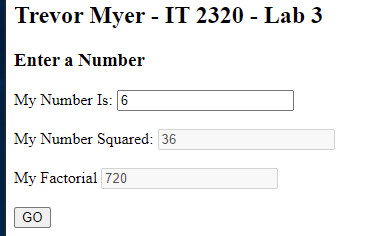 Trevor Myer - IT 2320 - Lab 3
Enter a Number
My Number Is: 6
My Number Squared: 36
My Factorial 720
GO